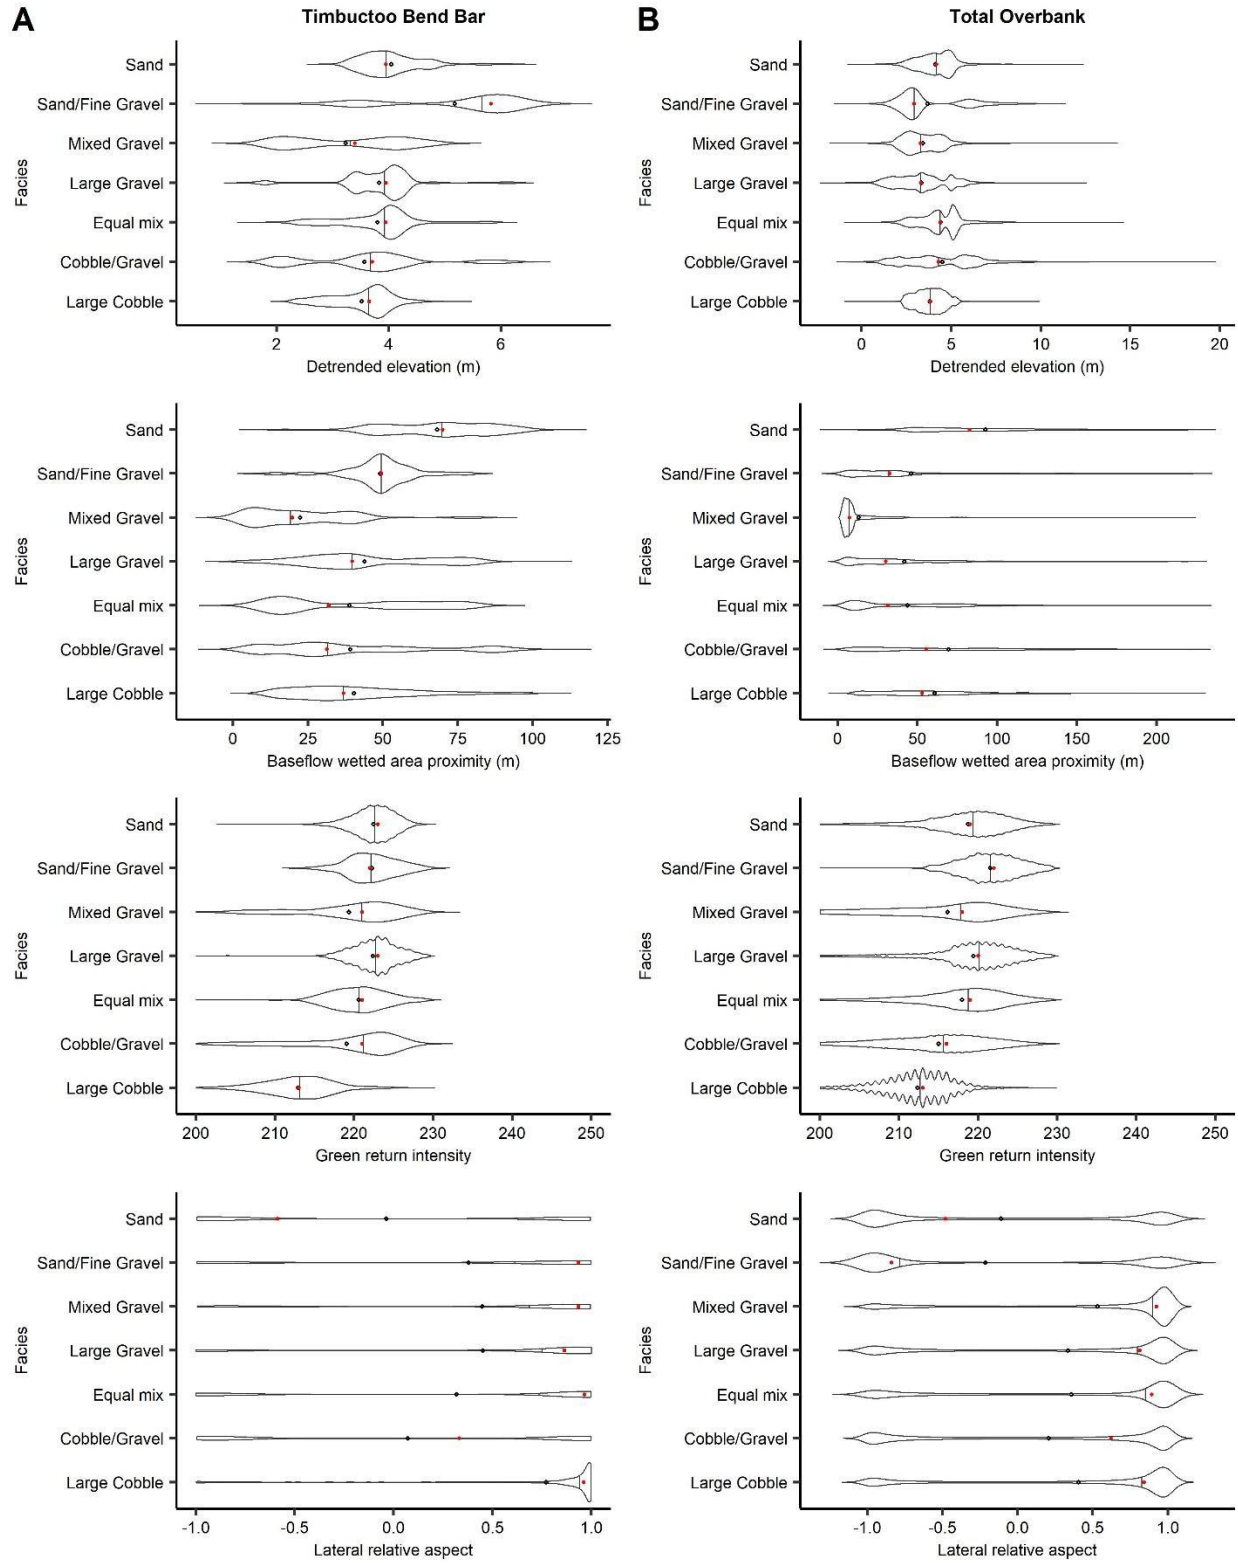 A
Timbuctoo Bend Bar
B
Total Overbank
Facies
Sand
Sand/Fine Gravel
Mixed Gravel
Large Gravel
Equal mix
Cobble/Gravel
Large Cobble
2 4 6
Detrended elevation (m)
Facies
Sand
Sand/Fine Gravel
Mixed Gravel
Large Gravel
Equal mix
Cobble/Gravel
Large Cobble
0 5 10 15 20
Detrended elevation (m)
Facies
Sand
Sand/Fine Gravel
Mixed Gravel
Large Gravel
Equal mix
Cobble/Gravel
Large Cobble
0 25 50 75 100 125
Baseflow wetted area proximity (m)
Facies
Sand
Sand/Fine Gravel
Mixed Gravel
Large Gravel
Equal mix
Cobble/Gravel
Large Cobble
0 50 100 150 200
Baseflow wetted area proximity (m)
Facies
Sand
Sand/Fine Gravel
Mixed Gravel
Large Gravel
Equal mix
Cobble/Gravel
Large Cobble
200 210 220 230 240 250
Green return intensity
Facies
Sand
Sand/Fine Gravel
Mixed Gravel
Large Gravel
Equal mix
Cobble/Gravel
Large Cobble
200 210 220 230 240 250
Green return intensity
Facies
Sand
Sand/Fine Gravel
Mixed Gravel
Large Gravel
Equal mix
Cobble/Gravel
Large Cobble
-1.0 -0.5 0.0 0.5 1.0
Lateral relative aspect
Facies
Sand
Sand/Fine Gravel
Mixed Gravel
Large Gravel
Equal mix
Cobble/Gravel
Large Cobble
-1.0 -0.5 0.0 0.5 1.0
Lateral relative aspect